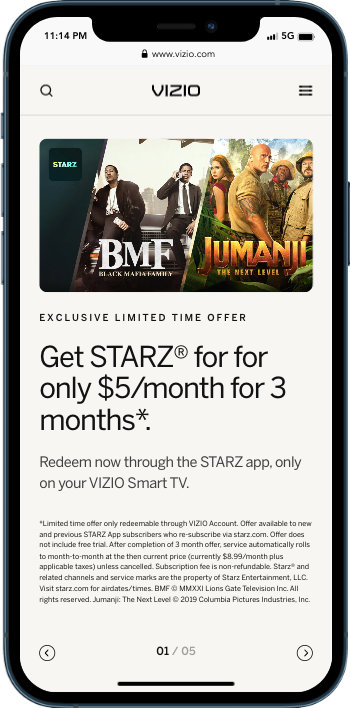 11:14 PM
5G
www.vizio.com
VIZIO
STARZ
BMF
BLACK MAFIA FAMILY
JUMANJI
THE NEXT LEVEL
EXCLUSIVE LIMITED TIME OFFER
Get STARZ® for for
only $5/month for 3
months*.
Redeem now through the STARZ app, only
on your VIZIO Smart TV.
*Limited time offer only redeemable through VIZIO Account. Offer available to new
and previous STARZ App subscribers who re-subscribe via starz.com. Offer does
not include free trial. After completion of 3 month offer, service automatically rolls
to month-to-month at the then current price (currently $8.99/month plus
applicable taxes) unless cancelled. Subscription fee is non-refundable. Starz® and
related channels and service marks are the property of Starz Entertainment, LLC.
Visit starz.com for airdates/times. BMF © MMXXI Lions Gate Television Inc. All
rights reserved. Jumanji: The Next Level © 2019 Columbia Pictures Industries, Inc.
01 / 05